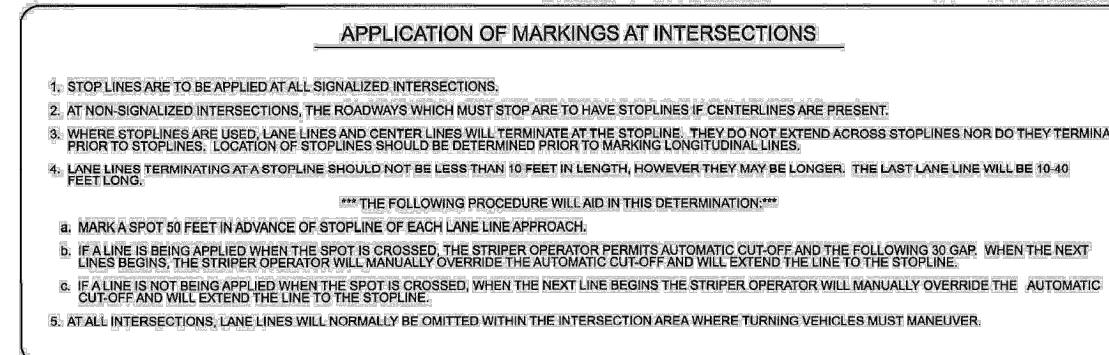 APPLICATION OF MARKINGS AT INTERSECTIONS
1. STOP LINES ARE TO BE APPLIED AT ALL SIGNALIZED INTERSECTIONS.
2. AT NON-SIGNALIZED INTERSECTIONS, THE ROADWAYS WHICH MUST STOP ARE TO HAVE STOPLINES IF CENTERLINES ARE PRESENT.
3. WHERE STOPLINES ARE USED, LANE LINES AND CENTER LINES WILL TERMINATE AT THE STOPLINE. THEY DO NOT EXTEND ACROSS STOPLINES NOR DO THEY TERMINA
PRIOR TO STOPLINES. LOCATION OF STOPLINES SHOULD BE DETERMINED PRIOR TO MARKING LONGITUDINAL LINES.
4. LANE LINES TERMINATING AT A STOPLINE SHOULD NOT BE LESS THAN 10 FEET IN LENGTH, HOWEVER THEY MAY BE LONGER. THE LAST LANE LINE WILL BE 10-40
FEET LONG.
*** THE FOLLOWING PROCEDURE WILL AID IN THIS DETERMINATION:***
a. MARK A SPOT 50 FEET IN ADVANCE OF STOPLINE OF EACH LANE LINE APPROACH.
b. IF A LINE IS BEING APPLIED WHEN THE SPOT IS CROSSED, THE STRIPER OPERATOR PERMITS AUTOMATIC CUT-OFF AND THE FOLLOWING 30 GAP. WHEN THE NEXT
LINES BEGINS, THE STRIPER OPERATOR WILL MANUALLY OVERRIDE THE AUTOMATIC CUT-OFF AND WILL EXTEND THE LINE TO THE STOPLINE.
c. IF A LINE IS NOT BEING APPLIED WHEN THE SPOT IS CROSSED, WHEN THE NEXT LINE BEGINS THE STRIPER OPERATOR WILL MANUALLY OVERRIDE THE AUTOMATIC
CUT-OFF AND WILL EXTEND THE LINE TO THE STOPLINE.
5. AT ALL INTERSECTIONS, LANE LINES WILL NORMALLY BE OMITTED WITHIN THE INTERSECTION AREA WHERE TURNING VEHICLES MUST MANEUVER.